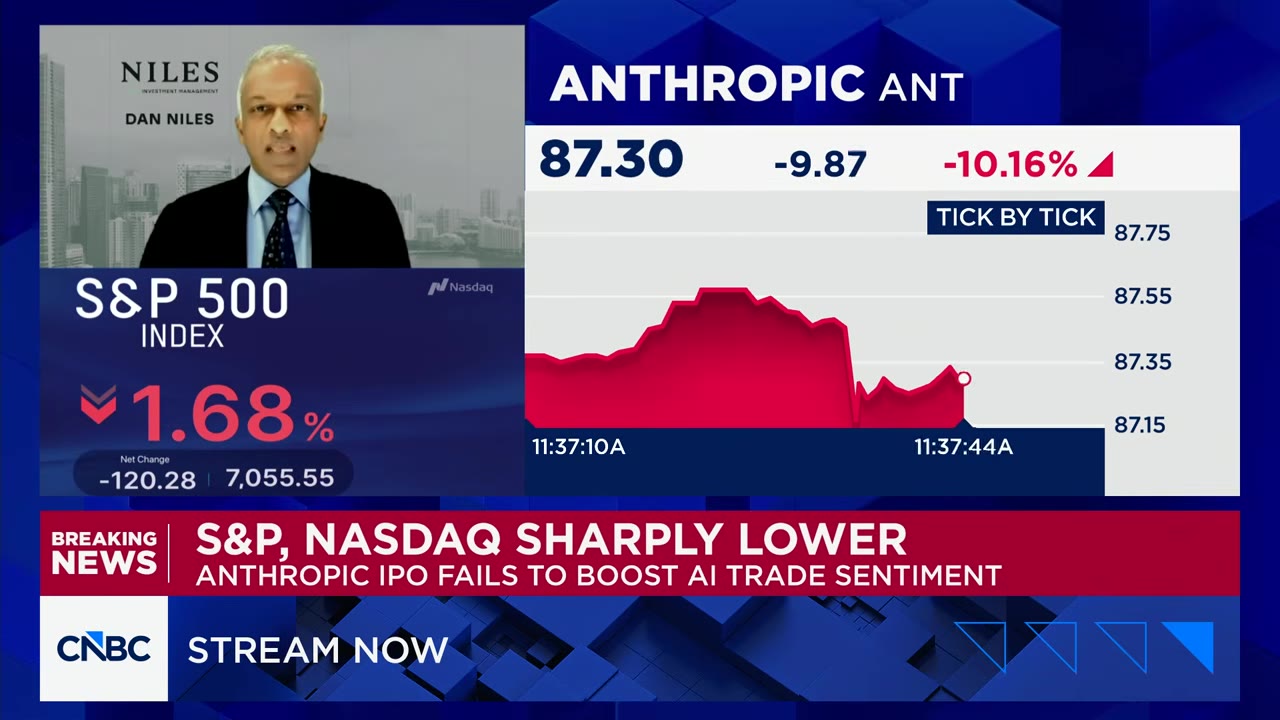 NILES
INVESTMENT MANAGEMENT
DAN NILES
S&P 500
INDEX
Nasdaq
1.68%
Net Change
-120.28 | 7,055.55
ANTHROPIC ANT
87.30 -9.87 -10.16%
TICK BY TICK
87.75
87.55
87.35
87.15
11:37:10A 11:37:44A
BREAKING
NEWS
S&P, NASDAQ SHARPLY LOWER
ANTHROPIC IPO FAILS TO BOOST AI TRADE SENTIMENT
CNBC
STREAM NOW